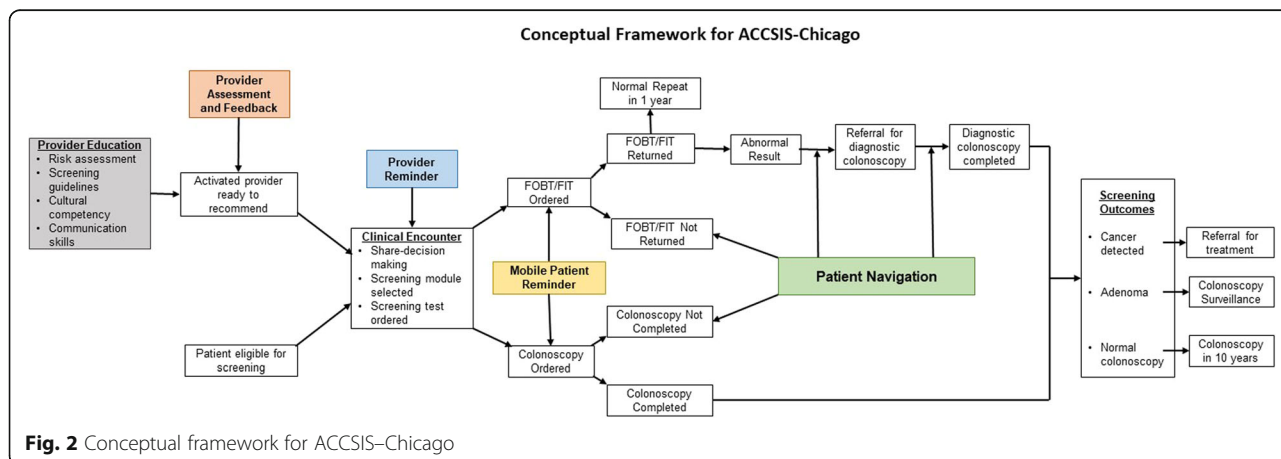 Conceptual Framework for ACCSIS-Chicago
Provider
Assessment
and Feedback
Provider Education
• Risk assessment
• Screening
guidelines
• Cultural
competency
• Communication
skills
Activated provider
ready to
recommend
Patient eligible for
screening
Provider
Reminder
Clinical Encounter
• Share-decision
making
• Screening module
selected
• Screening test
ordered
Normal Repeat
in 1 year
FOBT/FIT
Ordered
FOBT/FIT
Returned
Abnormal
Result
Referral for
diagnostic
colonoscopy
Diagnostic
colonoscopy
completed
FOBT/FIT Not
Returned
Mobile Patient
Reminder
Patient Navigation
Colonoscopy Not
Completed
Colonoscopy
Ordered
Colonoscopy
Completed
Screening
Outcomes
• Cancer
detected
• Adenoma
• Normal
colonoscopy
Referral for
treatment
Colonoscopy
Surveillance
Colonoscopy
in 10 years
Fig. 2 Conceptual framework for ACCSIS–Chicago